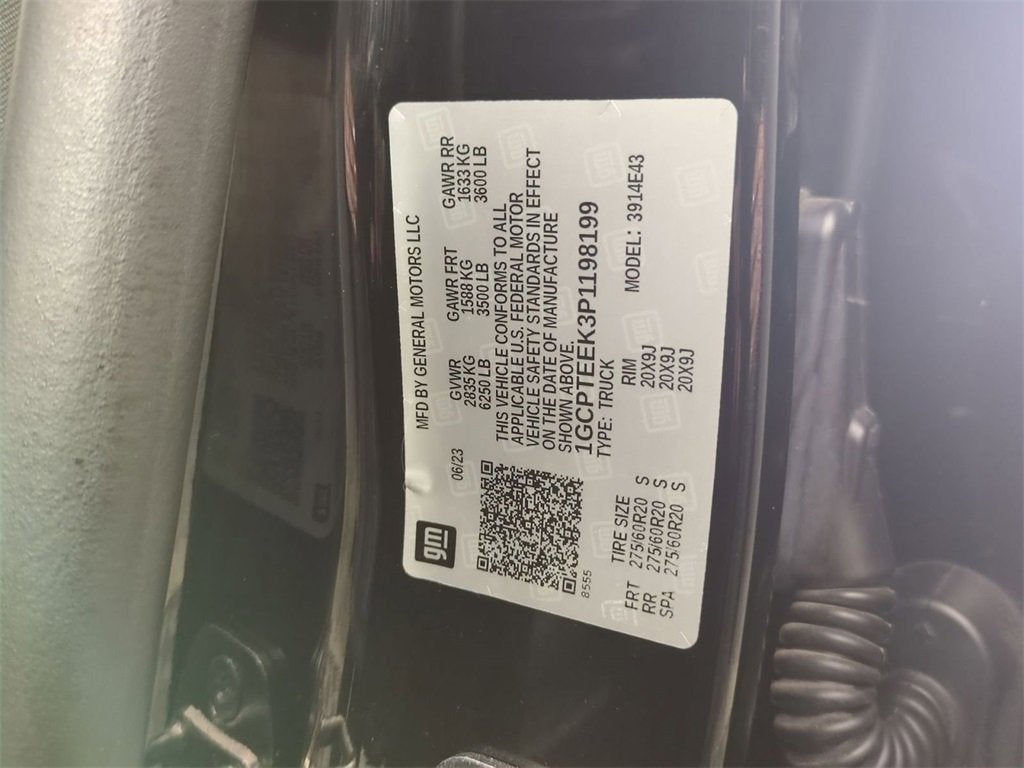 gm
MFD BY GENERAL MOTORS LLC
06/23
GVWR GAWR FRT GAWR RR
2835 KG 1588 KG 1633 KG
6250 LB 3500 LB 3600 LB
THIS VEHICLE CONFORMS TO ALL
APPLICABLE U.S. FEDERAL MOTOR
VEHICLE SAFETY STANDARDS IN EFFECT
ON THE DATE OF MANUFACTURE
SHOWN ABOVE.
1GCPTEEK3P1198199
8555
TYPE: TRUCK MODEL: 3914E43
TIRE SIZE RIM
FRT 275/60R20 S 20X9J
RR 275/60R20 S 20X9J
SPA 275/60R20 S 20X9J